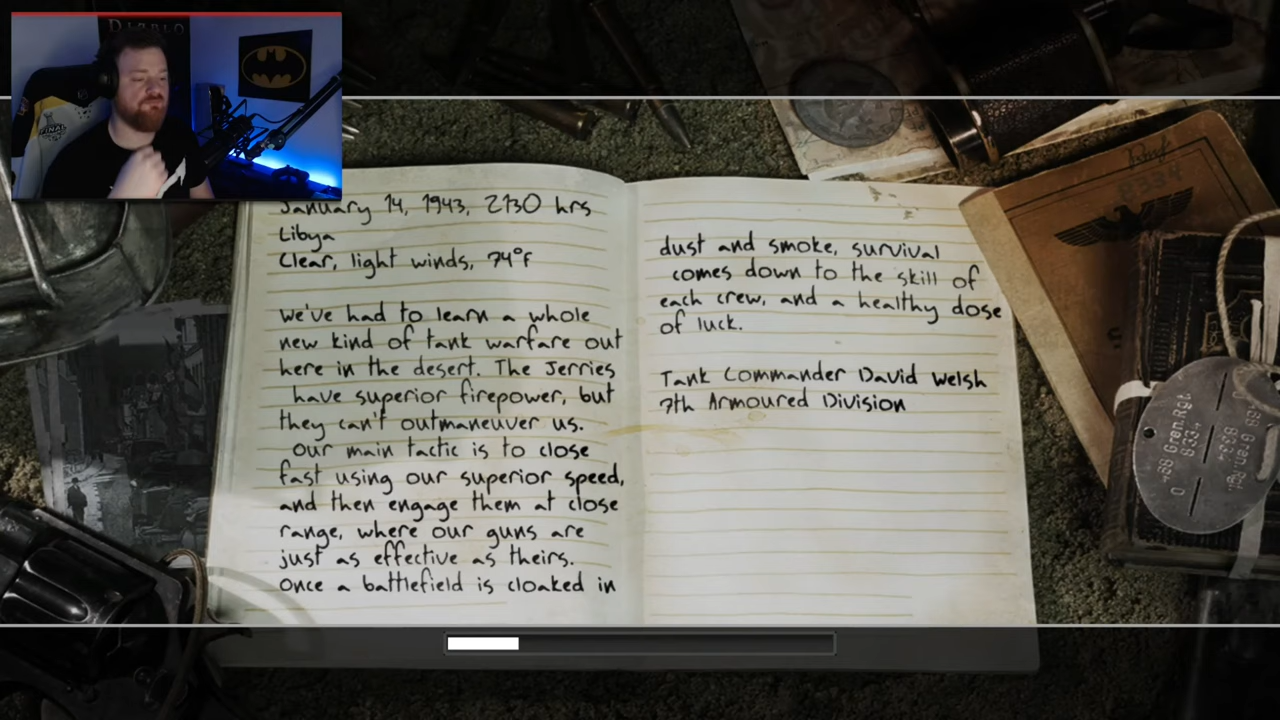 DIABLO
FINAL
January 14, 1943, 2130 hrs
Libya
Clear, light winds, 74°F
We've had to learn a whole
new kind of tank warfare out
here in the desert. The Jerries
have superior firepower, but
they can't outmaneuver us.
Our main tactic is to close
fast using our superior speed,
and then engage them at close
range, where our guns are
just as effective as theirs.
Once a battlefield is cloaked in
dust and smoke, survival
comes down to the skill of
each crew, and a healthy dose
of luck.
Tank Commander David Welsh
7th Armoured Division